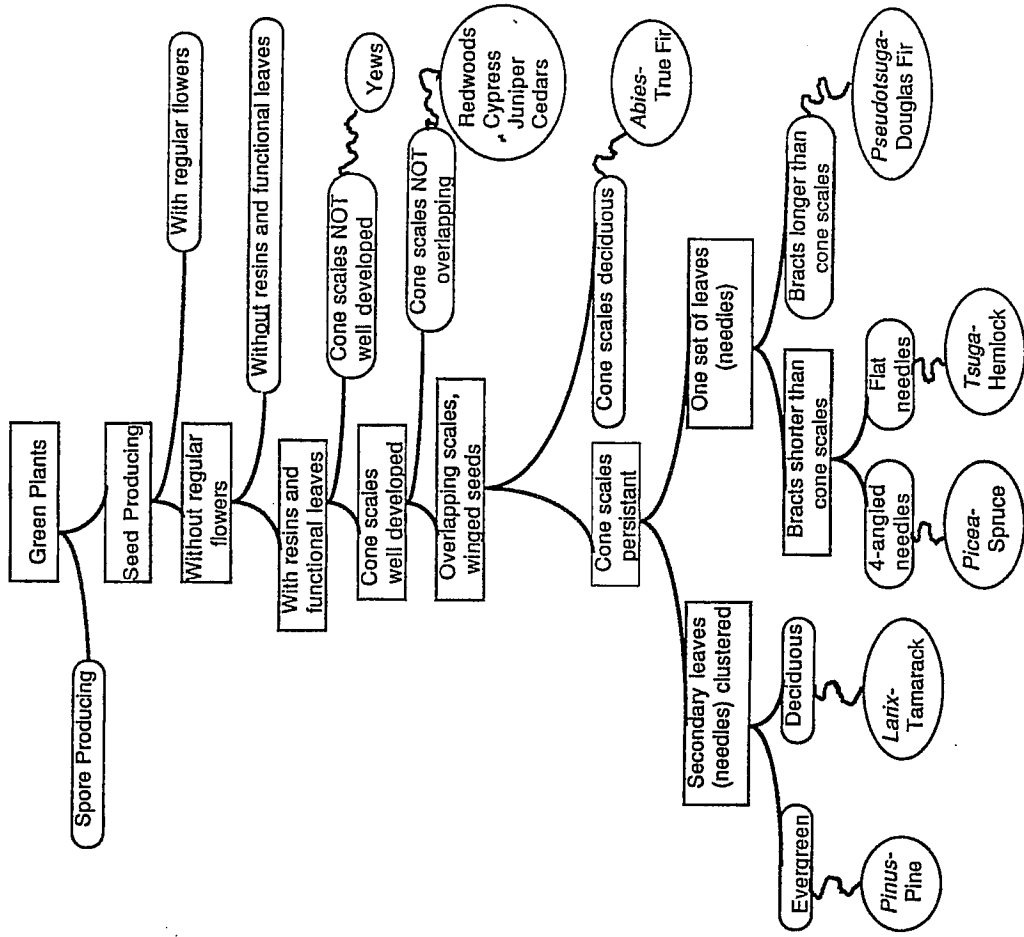 Green Plants
Spore Producing
Seed Producing
With regular flowers
Without regular
flowers
Without resins and functional leaves
With resins and
functional leaves
Cone scales NOT
well developed
Yews
Cone scales
well developed
Cone scales NOT
overlapping
Redwoods
Cypress
Juniper
Cedars
Overlapping scales,
winged seeds
Cone scales deciduous
Abies-
True Fir
Cone scales
persistant
Secondary leaves
(needles) clustered
One set of leaves
(needles)
Evergreen
Deciduous
Bracts shorter than
cone scales
Bracts longer than
cone scales
Pinus-
Pine
Larix-
Tamarack
4-angled
needles
Flat
needles
Pseudotsuga-
Douglas Fir
Picea-
Spruce
Tsuga-
Hemlock